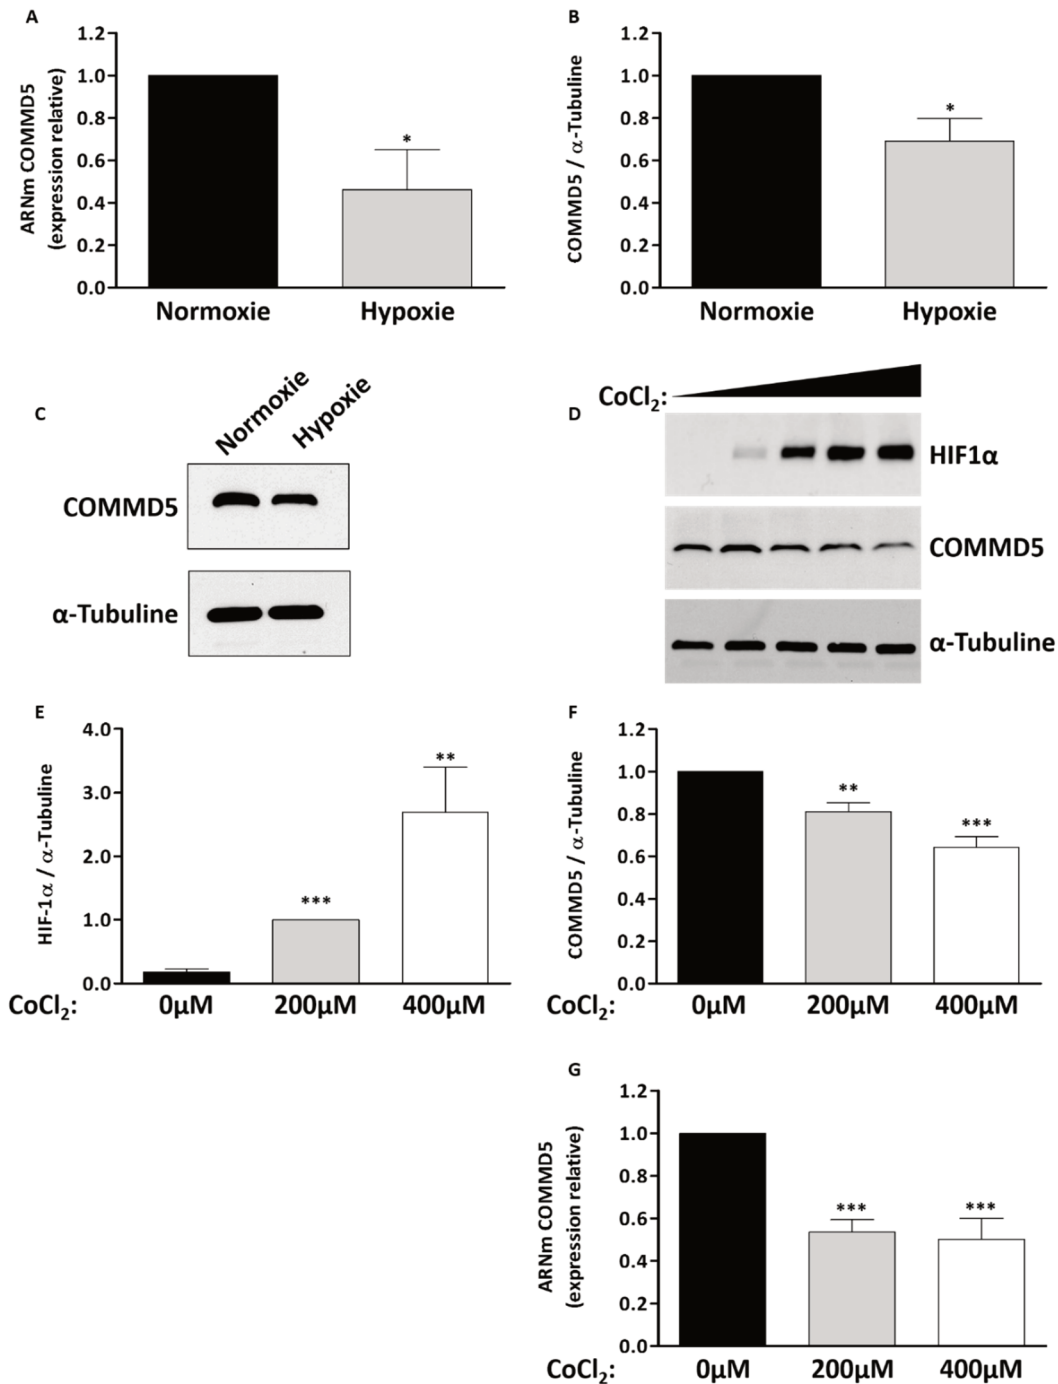 A
ARNm COMMD5
(expression relative)
1.2
1.0
0.8
0.6
0.4
0.2
0.0
*
Normoxie
Hypoxie
B
COMMD5 / α-Tubuline
1.2
1.0
0.8
0.6
0.4
0.2
0.0
*
Normoxie
Hypoxie
C
Normoxie
Hypoxie
COMMD5
α-Tubuline
D
CoCl₂:
HIF1α
COMMD5
α-Tubuline
E
HIF-1α / α-Tubuline
4.0
3.0
2.0
1.0
0.0
***
**
CoCl₂: 0µM 200µM 400µM
F
COMMD5 / α-Tubuline
1.2
1.0
0.8
0.6
0.4
0.2
0.0
**
***
CoCl₂: 0µM 200µM 400µM
G
ARNm COMMD5
(expression relative)
1.2
1.0
0.8
0.6
0.4
0.2
0.0
***
***
CoCl₂: 0µM 200µM 400µM